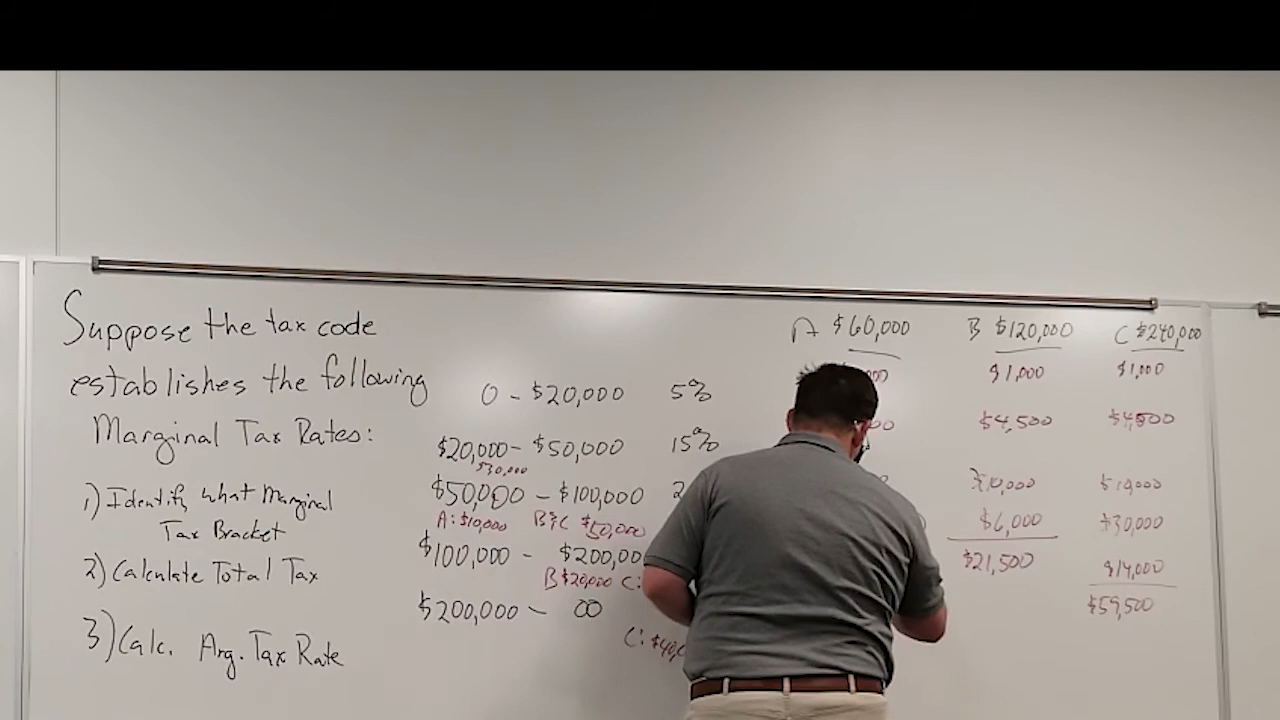 Suppose the tax code
establishes the following
Marginal Tax Rates:
1) Identify what Marginal
Tax Bracket
2) Calculate Total Tax
3) Calc. Avg. Tax Rate
0 - $20,000 5%
$20,000 - $50,000 15%
$30,000
$50,000 - $100,000 2
A: $10,000 B&C $50,000
$100,000 - $200,00
B $20,000 C:
$200,000 - ∞
C: $40,
A $60,000 B $120,000 C $240,000
$1,000 $1,000
$4,500 $4,500
$10,000 $10,000
$6,000 $30,000
$21,500 $14,000
$59,500